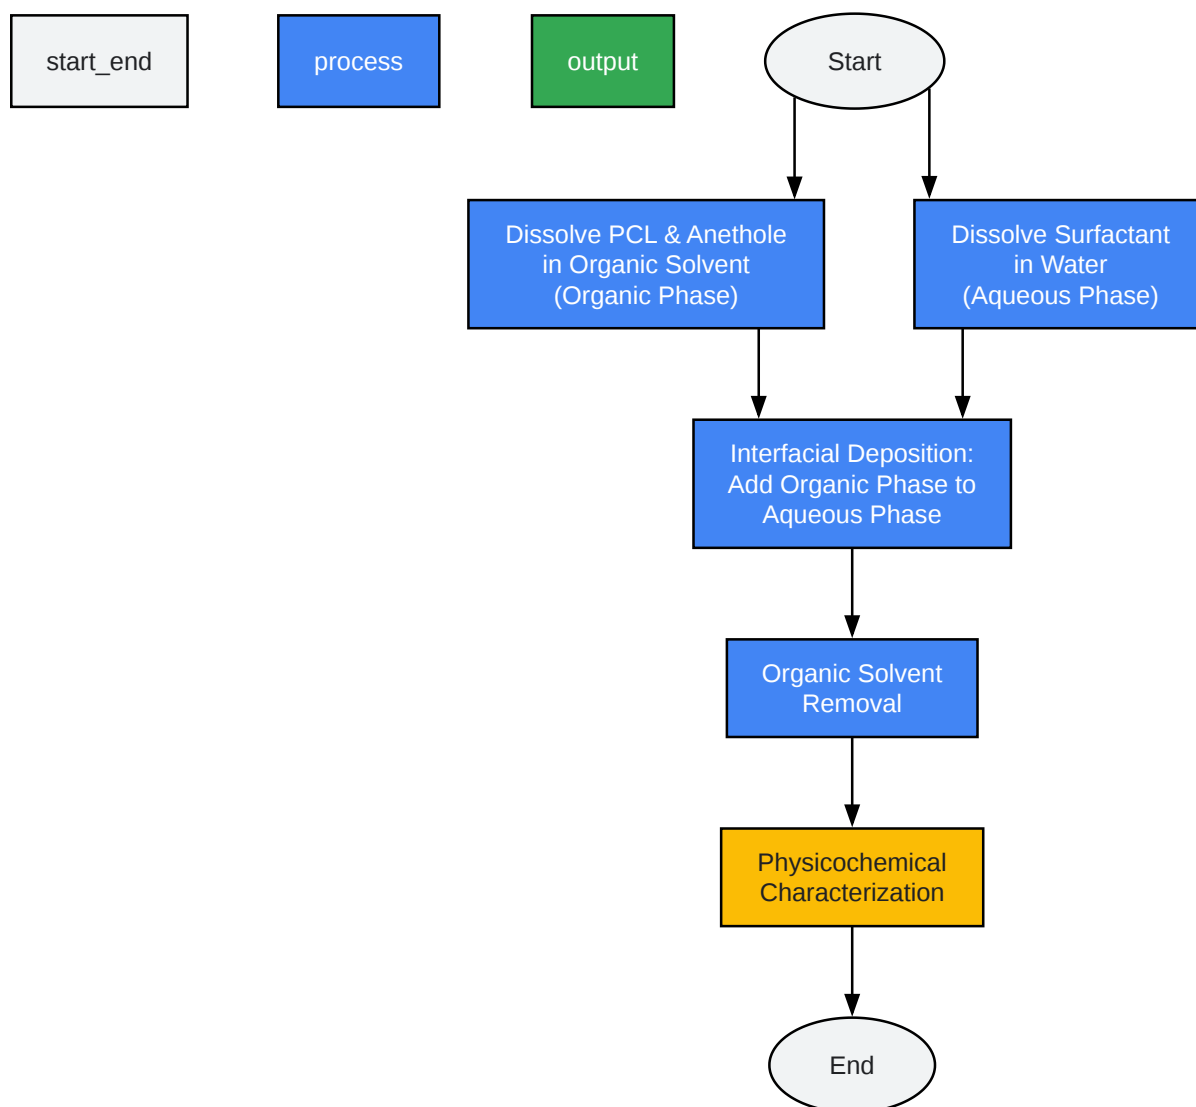 start_end
process
output
Start
Dissolve PCL & Anethole
in Organic Solvent
(Organic Phase)
Dissolve Surfactant
in Water
(Aqueous Phase)
Interfacial Deposition:
Add Organic Phase to
Aqueous Phase
Organic Solvent
Removal
Physicochemical
Characterization
End